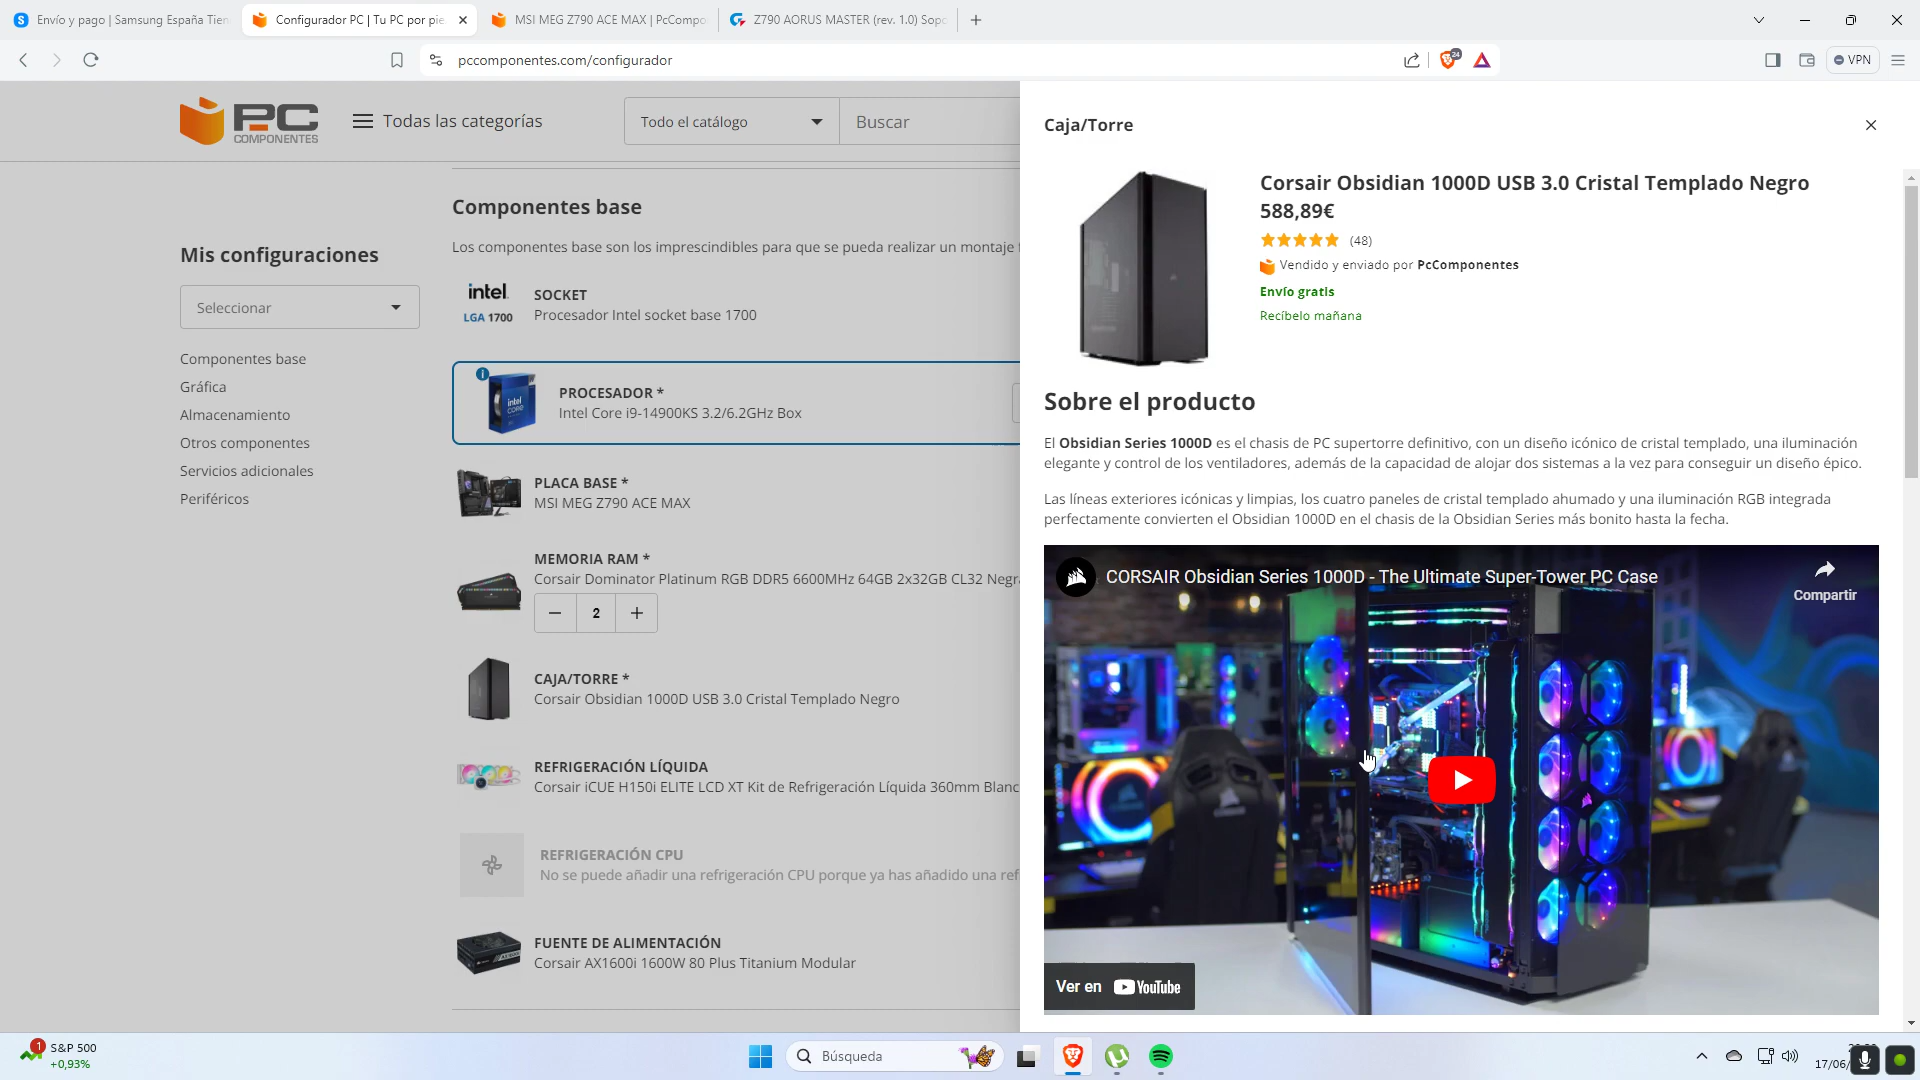 Envío y pago | Samsung España Tien
Configurador PC | Tu PC por pie
MSI MEG Z790 ACE MAX | PcCompo
Z790 AORUS MASTER (rev. 1.0) Sopo
pccomponentes.com/configurador
24
VPN
PC
COMPONENTES
Todas las categorías
Todo el catálogo
Buscar
Mis configuraciones
Seleccionar
Componentes base
Gráfica
Almacenamiento
Otros componentes
Servicios adicionales
Periféricos
Componentes base
Los componentes base son los imprescindibles para que se pueda realizar un montaje
intel.
LGA 1700
SOCKET
Procesador Intel socket base 1700
intel
CORE
PROCESADOR *
Intel Core i9-14900KS 3.2/6.2GHz Box
PLACA BASE *
MSI MEG Z790 ACE MAX
MEMORIA RAM *
Corsair Dominator Platinum RGB DDR5 6600MHz 64GB 2x32GB CL32 Negr
2
CAJA/TORRE *
Corsair Obsidian 1000D USB 3.0 Cristal Templado Negro
REFRIGERACIÓN LÍQUIDA
Corsair iCUE H150i ELITE LCD XT Kit de Refrigeración Líquida 360mm Blanc
REFRIGERACIÓN CPU
No se puede añadir una refrigeración CPU porque ya has añadido una ref
FUENTE DE ALIMENTACIÓN
Corsair AX1600i 1600W 80 Plus Titanium Modular
Caja/Torre
Corsair Obsidian 1000D USB 3.0 Cristal Templado Negro
588,89€
(48)
Vendido y enviado por PcComponentes
Envío gratis
Recíbelo mañana
Sobre el producto
El Obsidian Series 1000D es el chasis de PC supertorre definitivo, con un diseño icónico de cristal templado, una iluminación
elegante y control de los ventiladores, además de la capacidad de alojar dos sistemas a la vez para conseguir un diseño épico.
Las líneas exteriores icónicas y limpias, los cuatro paneles de cristal templado ahumado y una iluminación RGB integrada
perfectamente convierten el Obsidian 1000D en el chasis de la Obsidian Series más bonito hasta la fecha.
CORSAIR Obsidian Series 1000D - The Ultimate Super-Tower PC Case
Compartir
Ver en YouTube
1
S&P 500
+0,93%
Búsqueda
17/06/